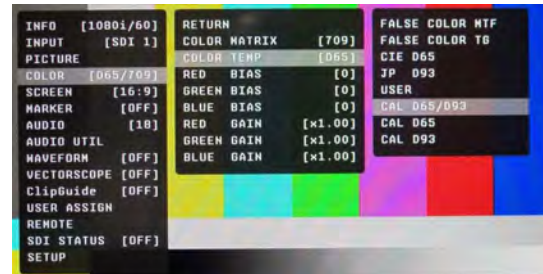 INFO [1080i/60]
INPUT [SDI 1]
PICTURE
COLOR [D65/709]
SCREEN [16:9]
MARKER [OFF]
AUDIO [18]
AUDIO UTIL
WAVEFORM [OFF]
VECTORSCOPE [OFF]
ClipGuide [OFF]
USER ASSIGN
REMOTE
SDI STATUS [OFF]
SETUP
RETURN
COLOR MATRIX [709]
COLOR TEMP [D65]
RED BIAS [0]
GREEN BIAS [0]
BLUE BIAS [0]
RED GAIN [×1.00]
GREEN GAIN [×1.00]
BLUE GAIN [×1.00]
FALSE COLOR MTF
FALSE COLOR TG
CIE D65
JP D93
USER
CAL D65/D93
CAL D65
CAL D93